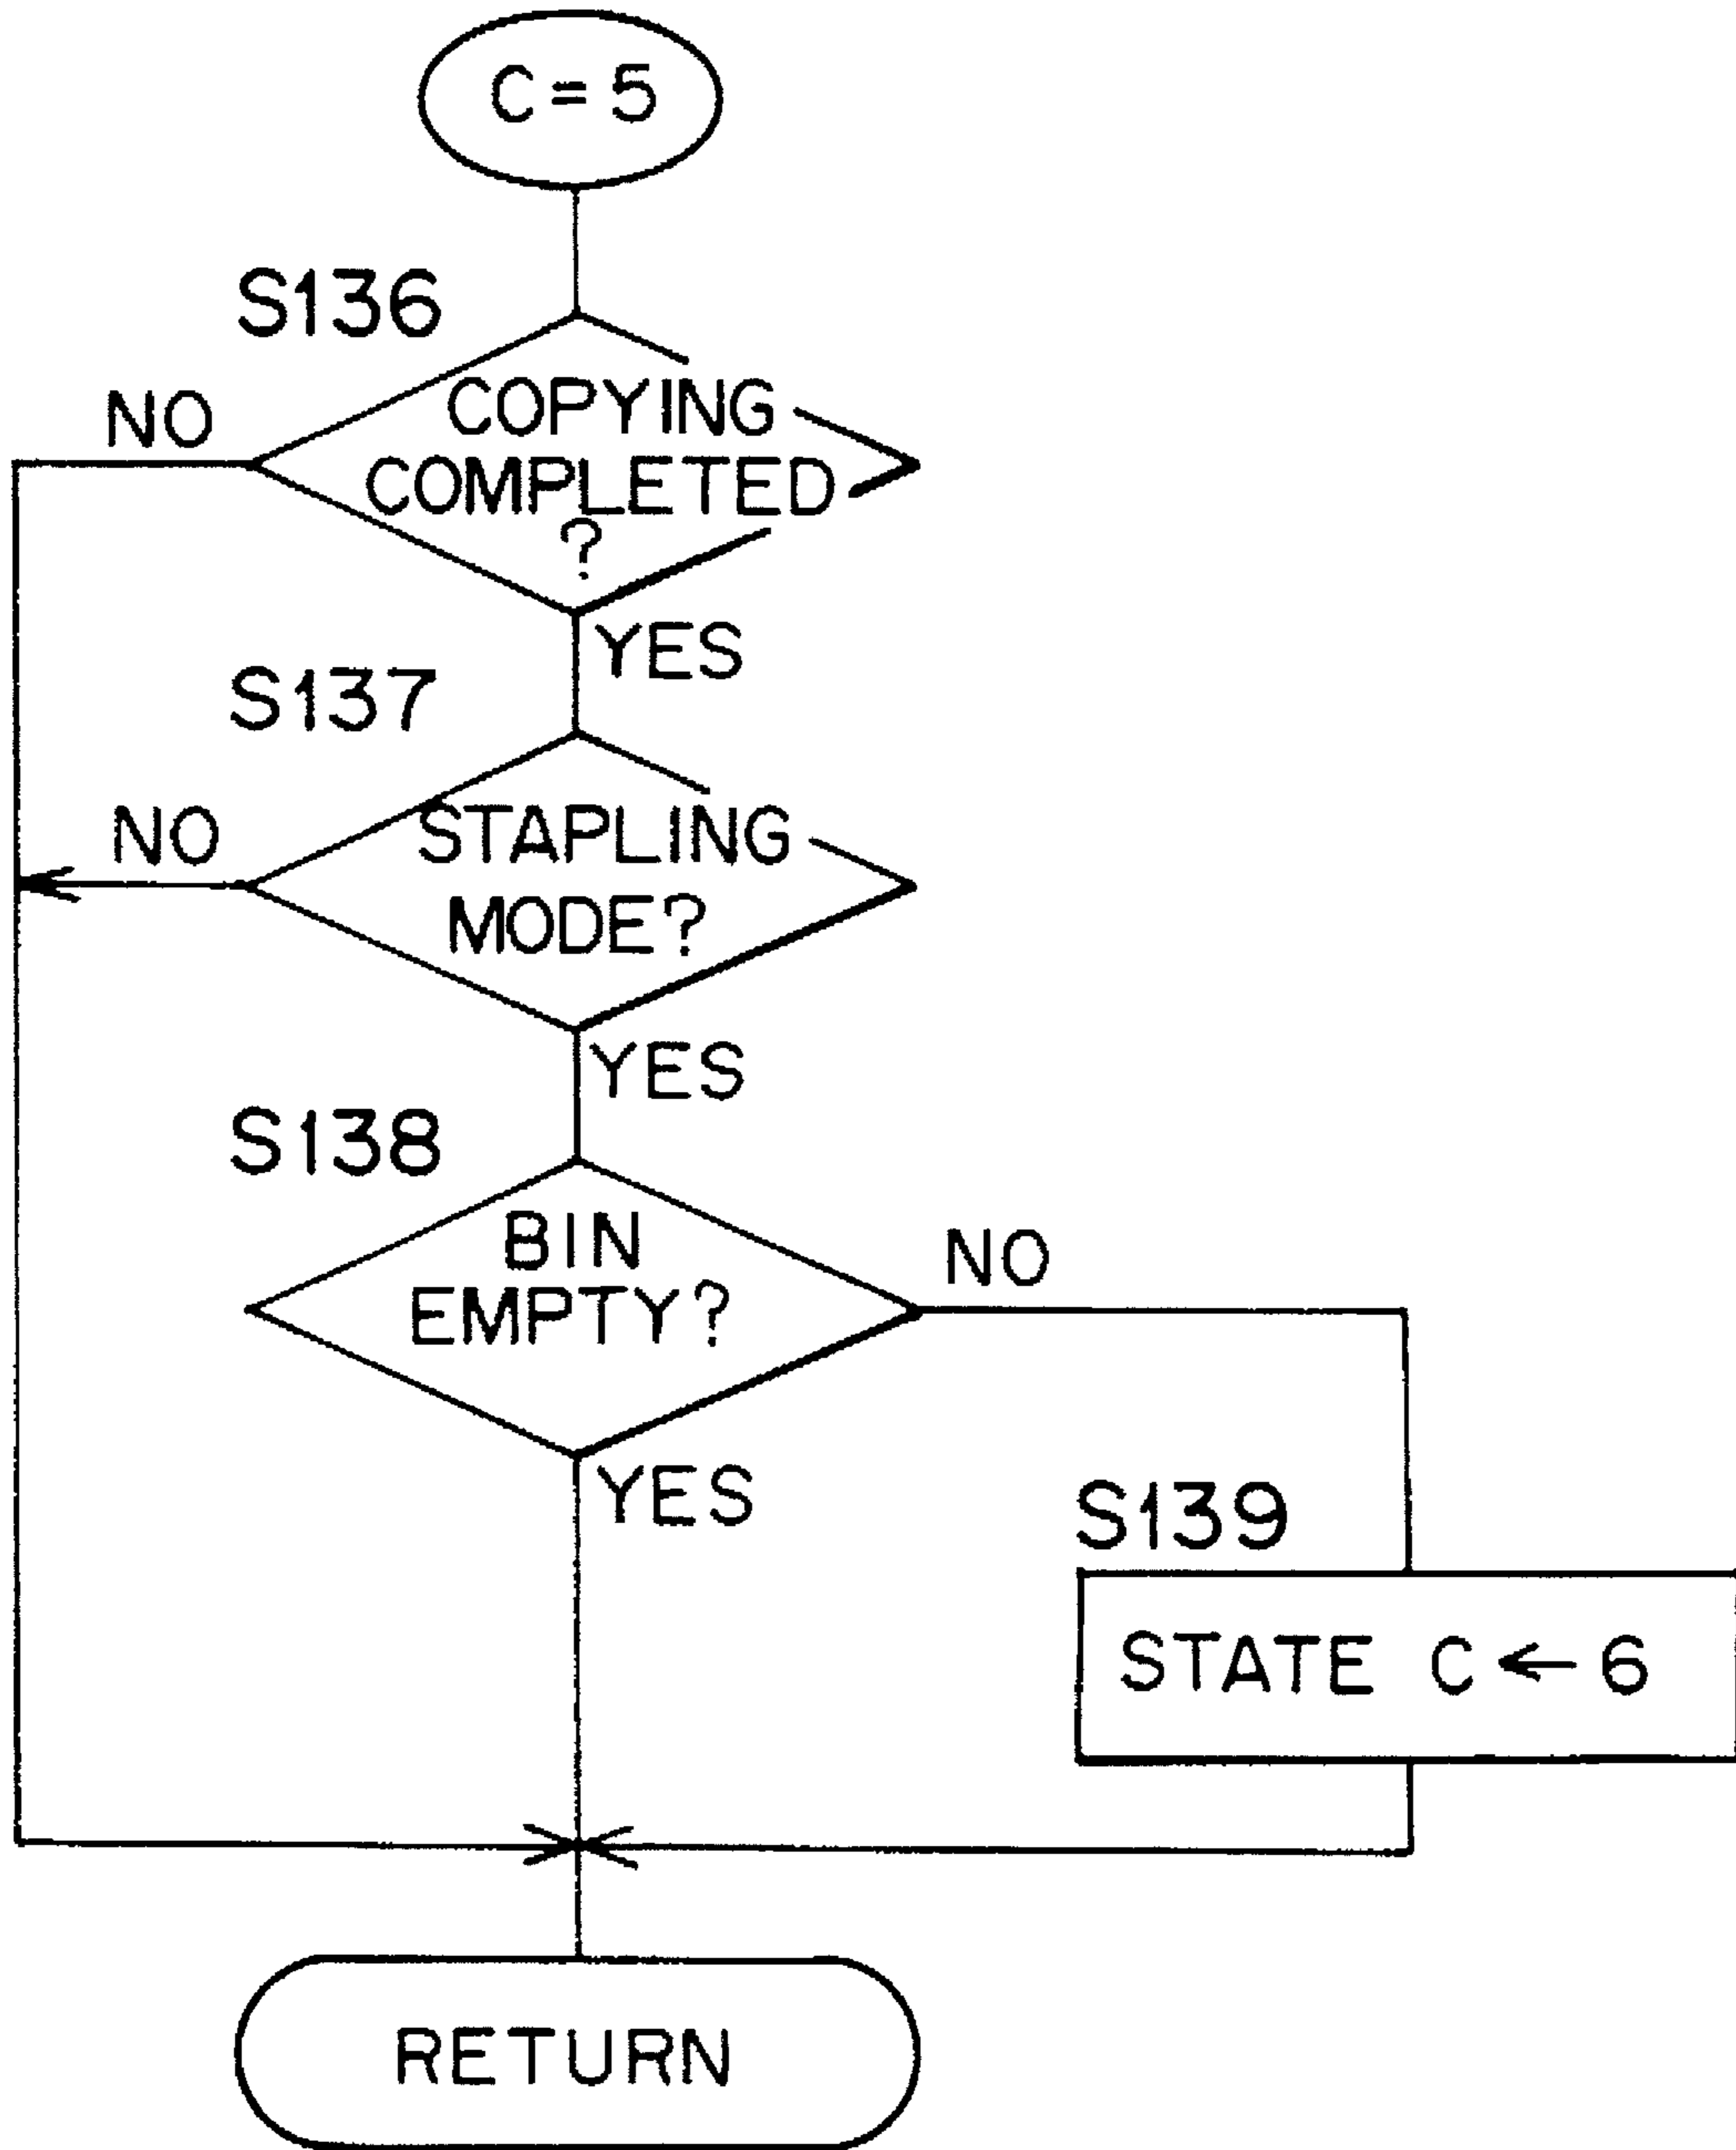 C=5
S136
NO
COPYING
COMPLETED
?
YES
S137
NO
STAPLING
MODE?
YES
S138
BIN
EMPTY?
NO
YES
S139
STATE C ← 6
RETURN